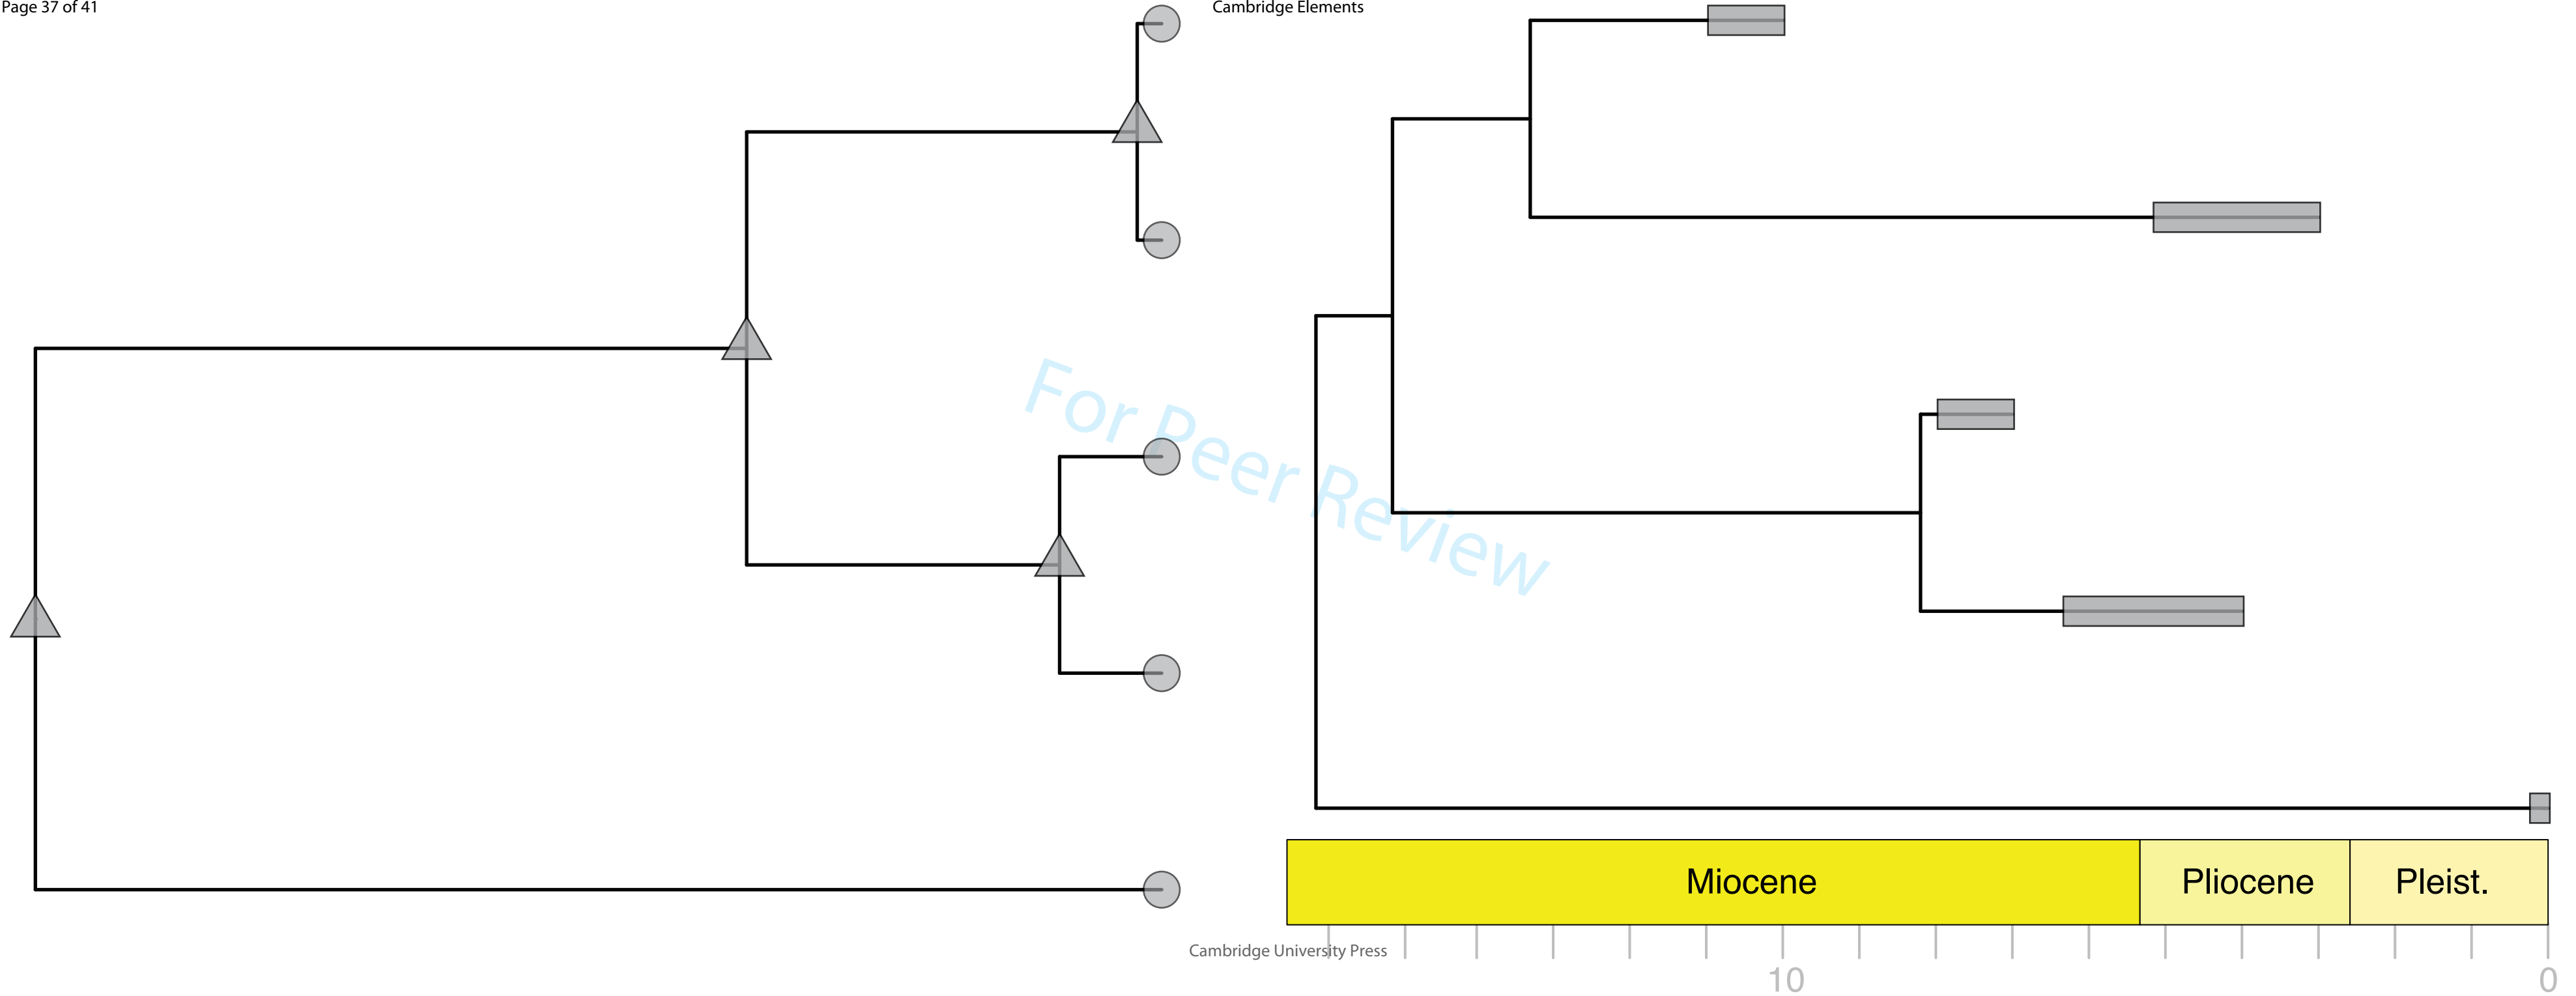 Page 37 of 41
Cambridge Elements
For Peer Review
Miocene
Pliocene
Pleist.
Cambridge University Press
10
0